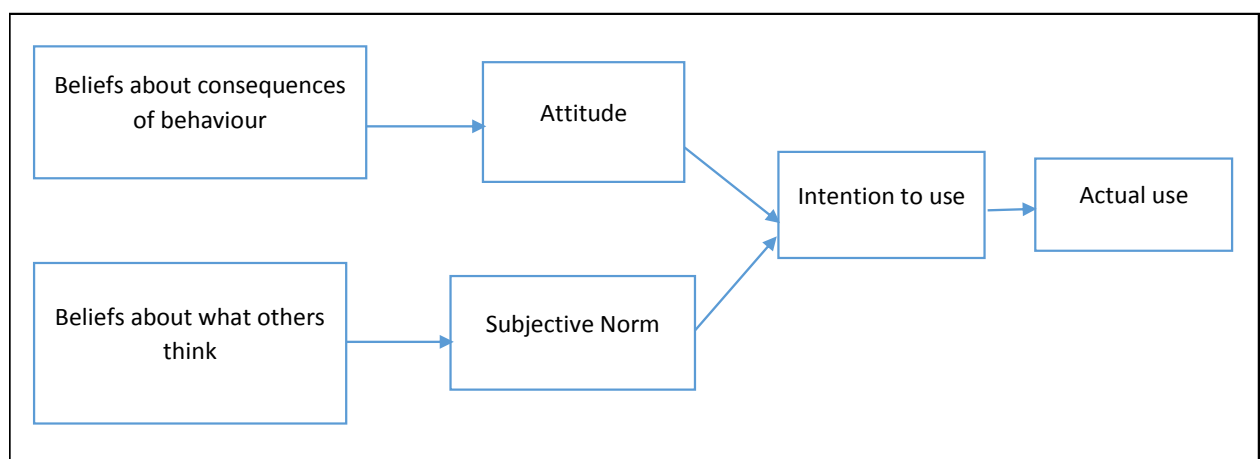 Beliefs about consequences
of behaviour
Attitude
Intention to use
Actual use
Beliefs about what others
think
Subjective Norm